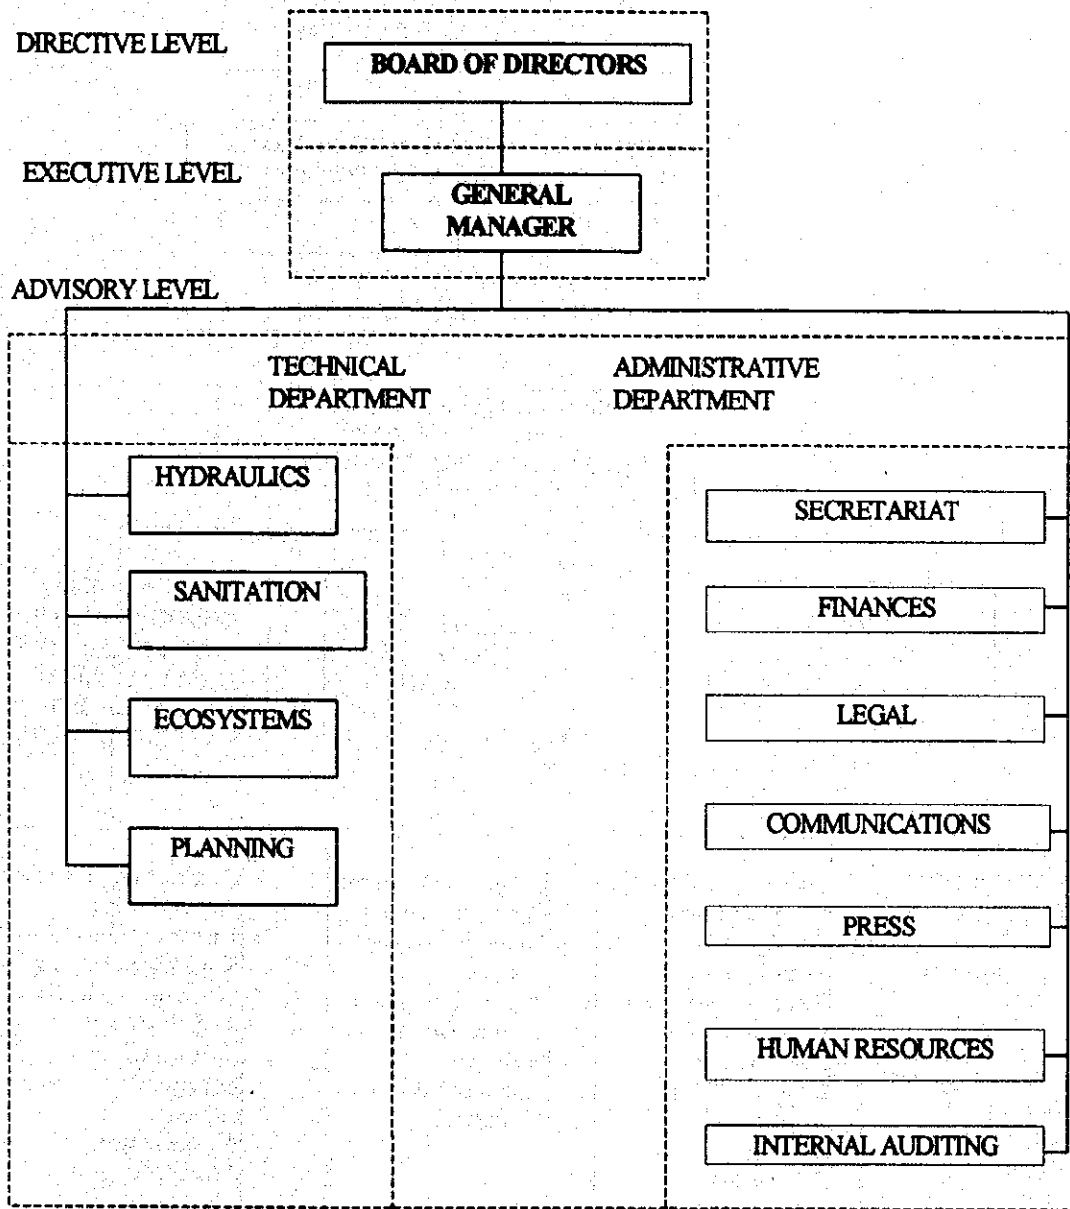 DIRECTIVE LEVEL
BOARD OF DIRECTORS
EXECUTIVE LEVEL
GENERAL
MANAGER
ADVISORY LEVEL
TECHNICAL
DEPARTMENT
ADMINISTRATIVE
DEPARTMENT
HYDRAULICS
SANITATION
ECOSYSTEMS
PLANNING
SECRETARIAT
FINANCES
LEGAL
COMMUNICATIONS
PRESS
HUMAN RESOURCES
INTERNAL AUDITING